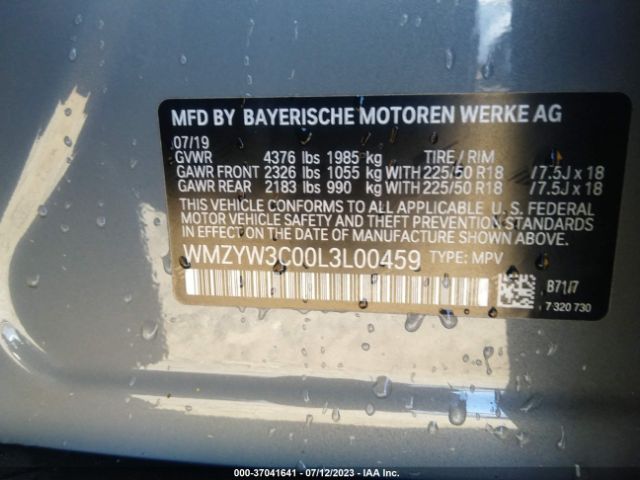 MFD BY BAYERISCHE MOTOREN WERKE AG
07/19
GVWR 4376 lbs 1985 kg TIRE / RIM
GAWR FRONT 2326 lbs 1055 kg WITH 225/50 R18 /7.5J x 18
GAWR REAR 2183 lbs 990 kg WITH 225/50 R18 /7.5J x 18
THIS VEHICLE CONFORMS TO ALL APPLICABLE U. S. FEDERAL
MOTOR VEHICLE SAFETY AND THEFT PREVENTION STANDARDS
IN EFFECT ON THE DATE OF MANUFACTURE SHOWN ABOVE.
WMZYW3C00L3L00459 TYPE: MPV
B71/7
7 320 730
000-37041641 - 07/12/2023 - IAA Inc.